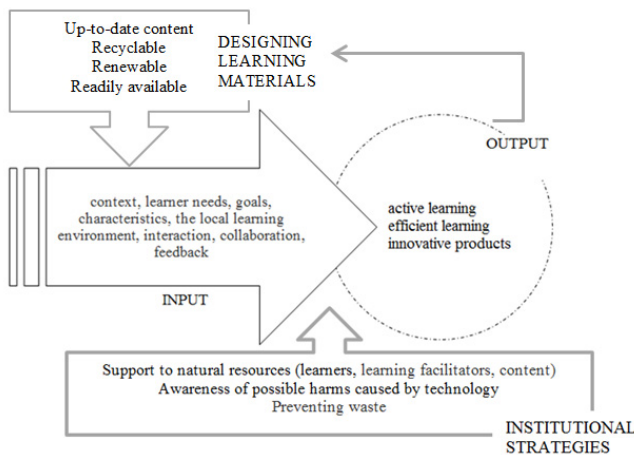 Up-to-date content
Recyclable
Renewable
Readily available
DESIGNING
LEARNING
MATERIALS
OUTPUT
context, learner needs, goals,
characteristics, the local learning
environment, interaction, collaboration,
feedback
INPUT
active learning
efficient learning
innovative products
Support to natural resources (learners, learning facilitators, content)
Awareness of possible harms caused by technology
Preventing waste
INSTITUTIONAL
STRATEGIES